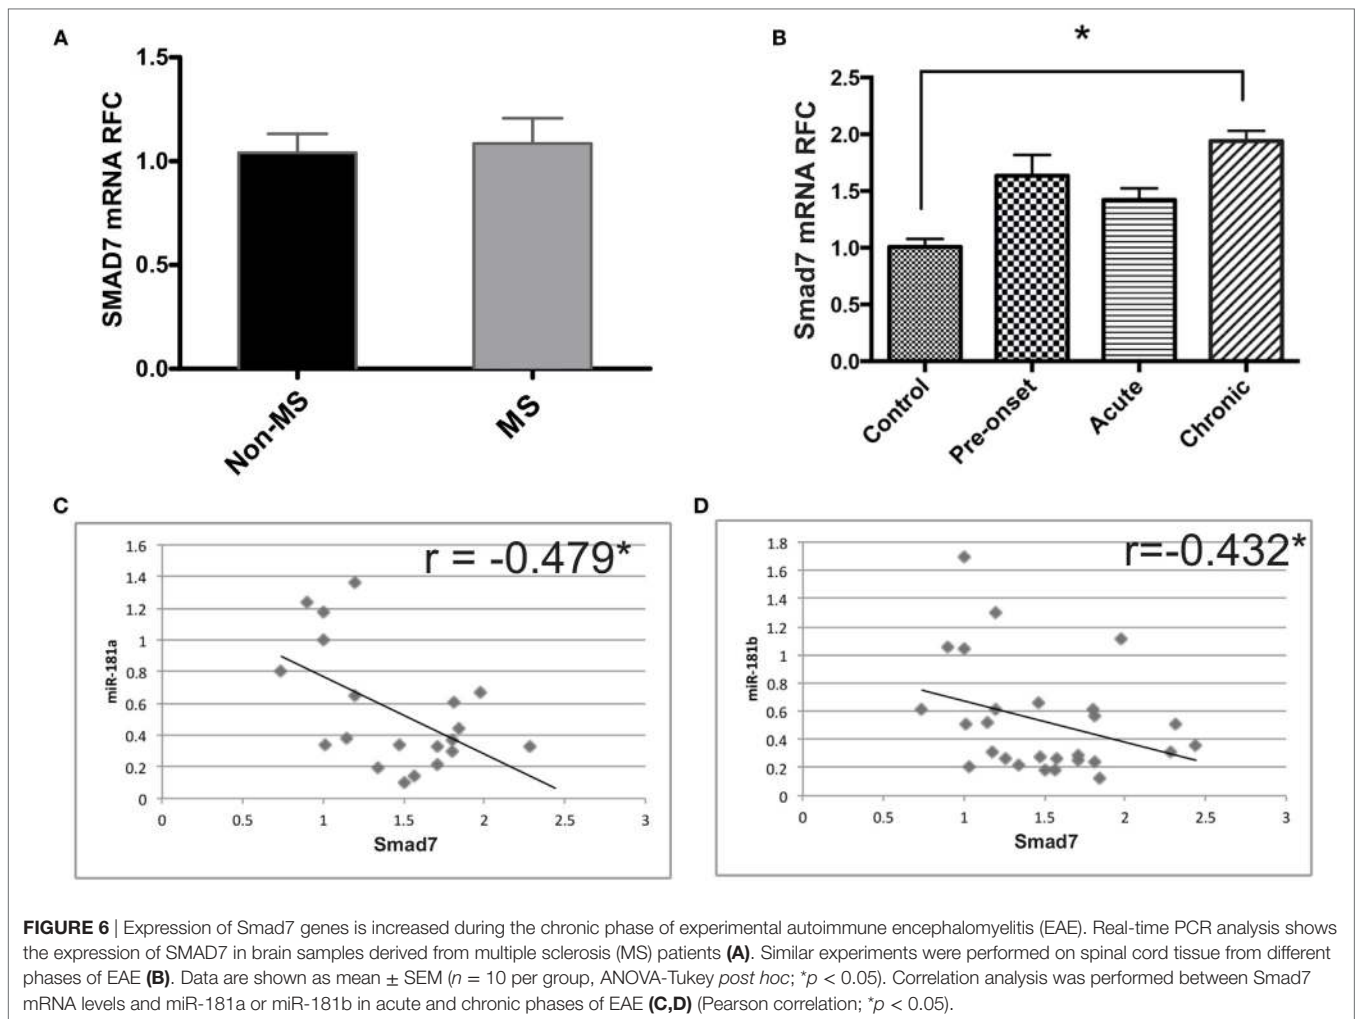 A
SMAD7 mRNA RFC
1.5
1.0
0.5
0.0
Non-MS
MS
B
*
Smad7 mRNA RFC
2.5
2.0
1.5
1.0
0.5
0.0
Control
Pre-onset
Acute
Chronic
C
r = -0.479*
miR-181a
1.6
1.4
1.2
1
0.8
0.6
0.4
0.2
0
0 0.5 1 1.5 2 2.5 3
Smad7
D
r=-0.432*
miR-181b
1.8
1.6
1.4
1.2
1
0.8
0.6
0.4
0.2
0
0 0.5 1 1.5 2 2.5 3
Smad7
FIGURE 6 | Expression of Smad7 genes is increased during the chronic phase of experimental autoimmune encephalomyelitis (EAE). Real-time PCR analysis shows
the expression of SMAD7 in brain samples derived from multiple sclerosis (MS) patients (A). Similar experiments were performed on spinal cord tissue from different
phases of EAE (B). Data are shown as mean ± SEM (n = 10 per group, ANOVA-Tukey post hoc; *p < 0.05). Correlation analysis was performed between Smad7
mRNA levels and miR-181a or miR-181b in acute and chronic phases of EAE (C,D) (Pearson correlation; *p < 0.05).